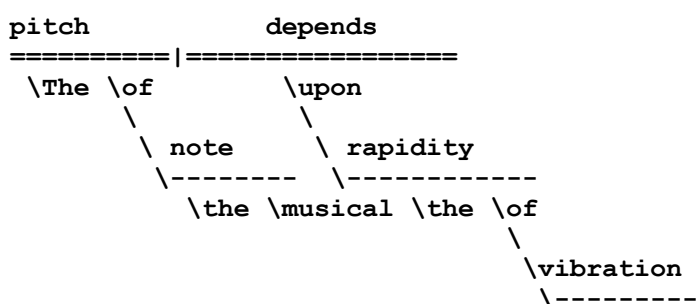 pitch depends
==========|=================
\The \of \upon
\ \
\ note \ rapidity
\-------- \------------
\the \musical \the \of
\
\vibration
\---------